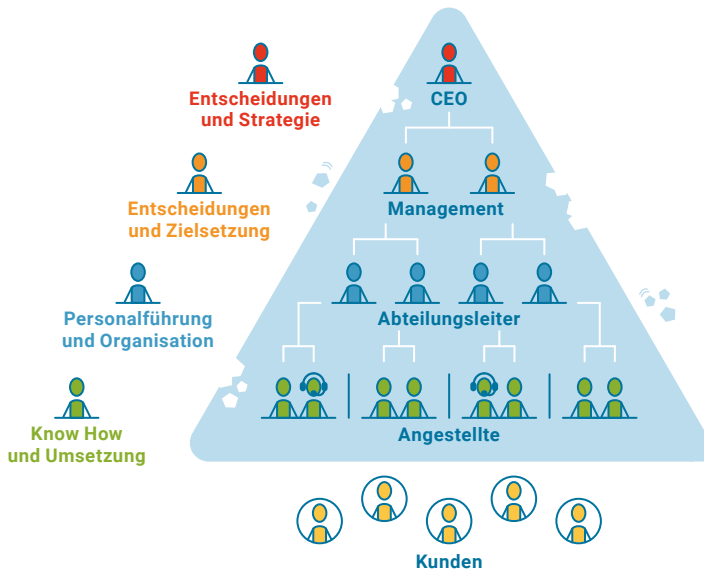 Entscheidungen
und Strategie
CEO
Entscheidungen
und Zielsetzung
Management
Personalführung
und Organisation
Abteilungsleiter
Know How
und Umsetzung
Angestellte
Kunden